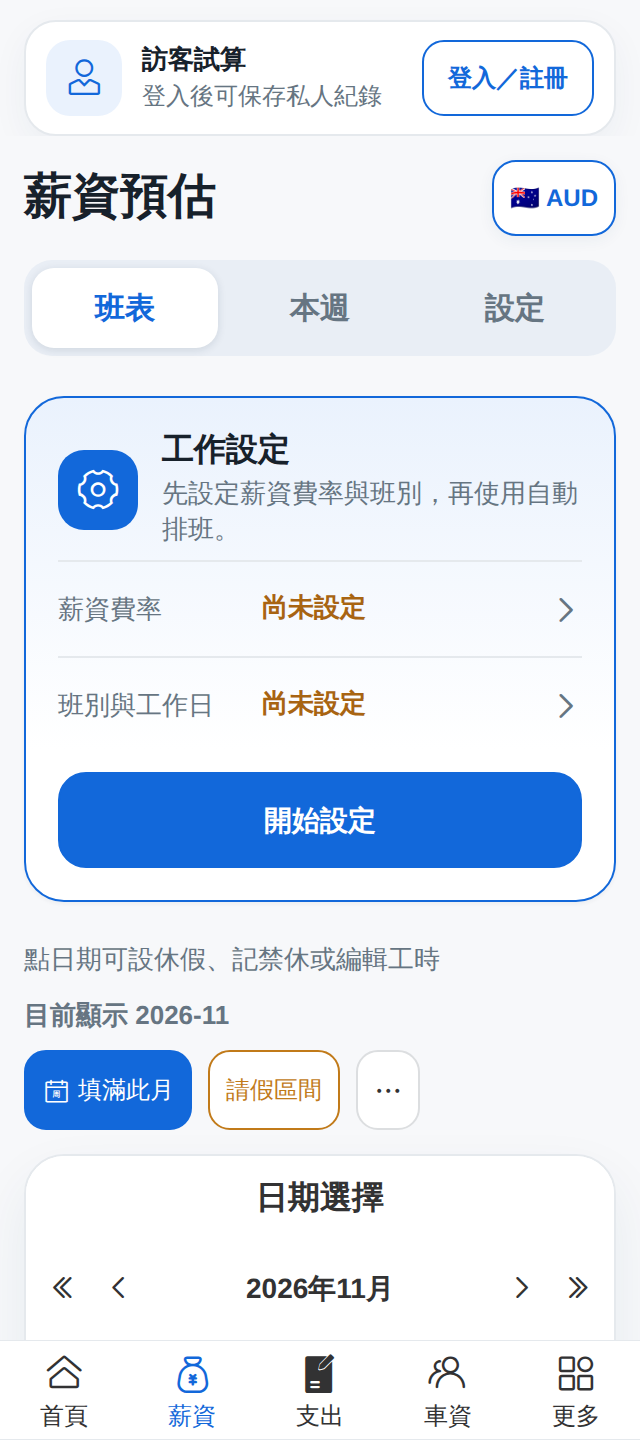 訪客試算
登入後可保存私人紀錄
登入／註冊
薪資預估
🇦🇺 AUD
班表
本週
設定
工作設定
先設定薪資費率與班別，再使用自動
排班。
薪資費率
尚未設定
班別與工作日
尚未設定
開始設定
點日期可設休假、記禁休或編輯工時
目前顯示 2026-11
填滿此月
請假區間
···
日期選擇
2026年11月
首頁
薪資
支出
車資
更多